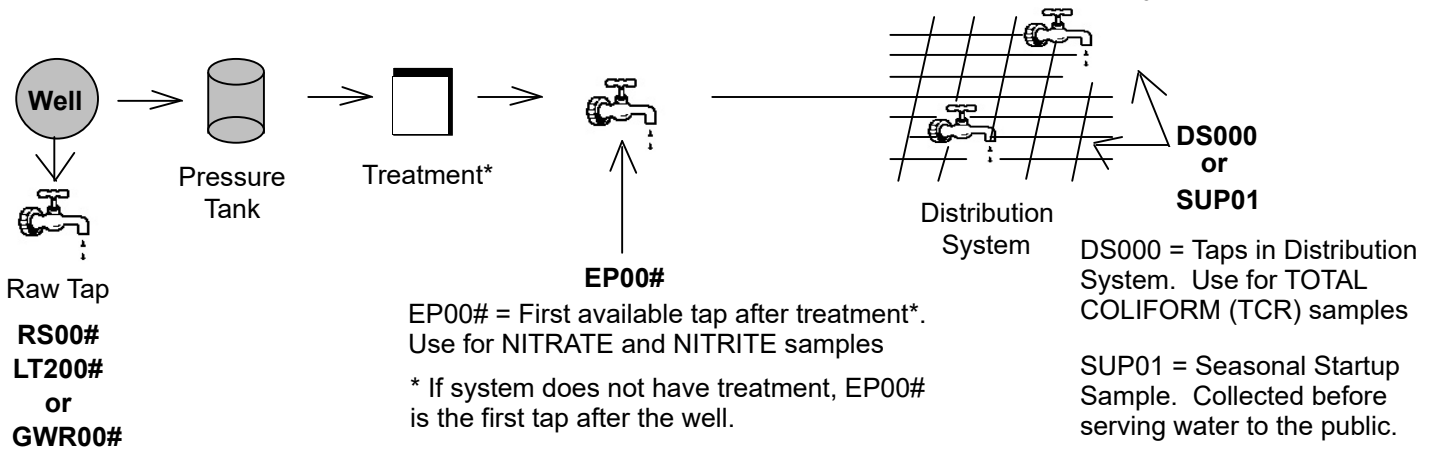 Well
Pressure
Tank
Treatment*
Raw Tap
RS00#
LT200#
or
GWR00#
EP00#
EP00# = First available tap after treatment*.
Use for NITRATE and NITRITE samples
* If system does not have treatment, EP00#
is the first tap after the well.
Distribution
System
DS000
or
SUP01
DS000 = Taps in Distribution
System. Use for TOTAL
COLIFORM (TCR) samples
SUP01 = Seasonal Startup
Sample. Collected before
serving water to the public.